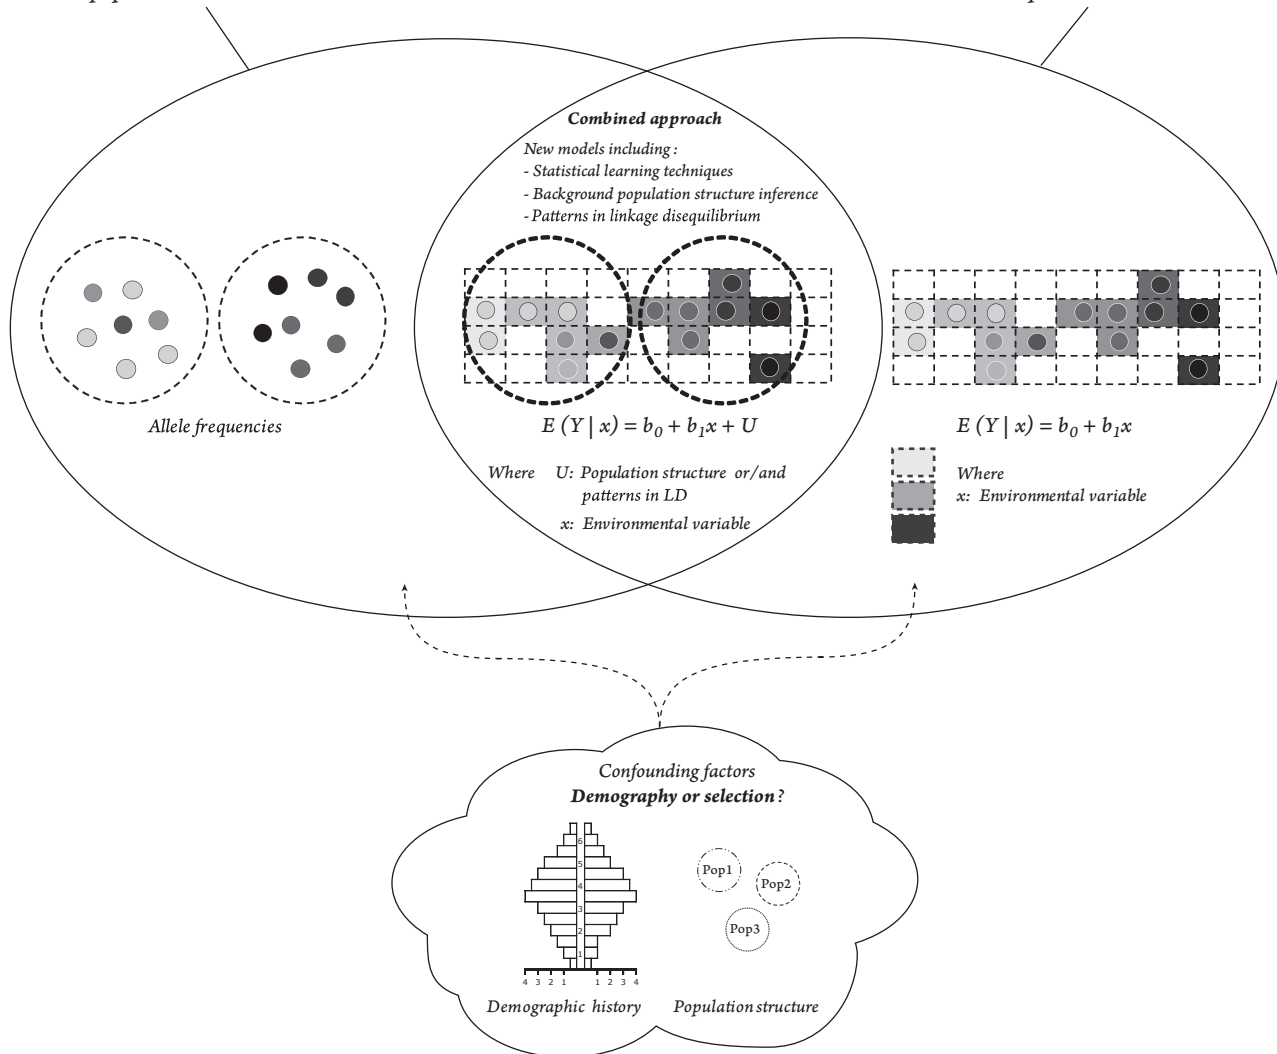 Combined approach
New models including :
- Statistical learning techniques
- Background population structure inference
- Patterns in linkage disequilibrium
Allele frequencies
E (Y | x) = b₀ + b₁x + U
Where U: Population structure or/and
patterns in LD
x: Environmental variable
E (Y | x) = b₀ + b₁x
Where
x: Environmental variable
Confounding factors
Demography or selection?
6
5
4
3
2
1
4 3 2 1 1 2 3 4
Demographic history
Pop1
Pop2
Pop3
Population structure